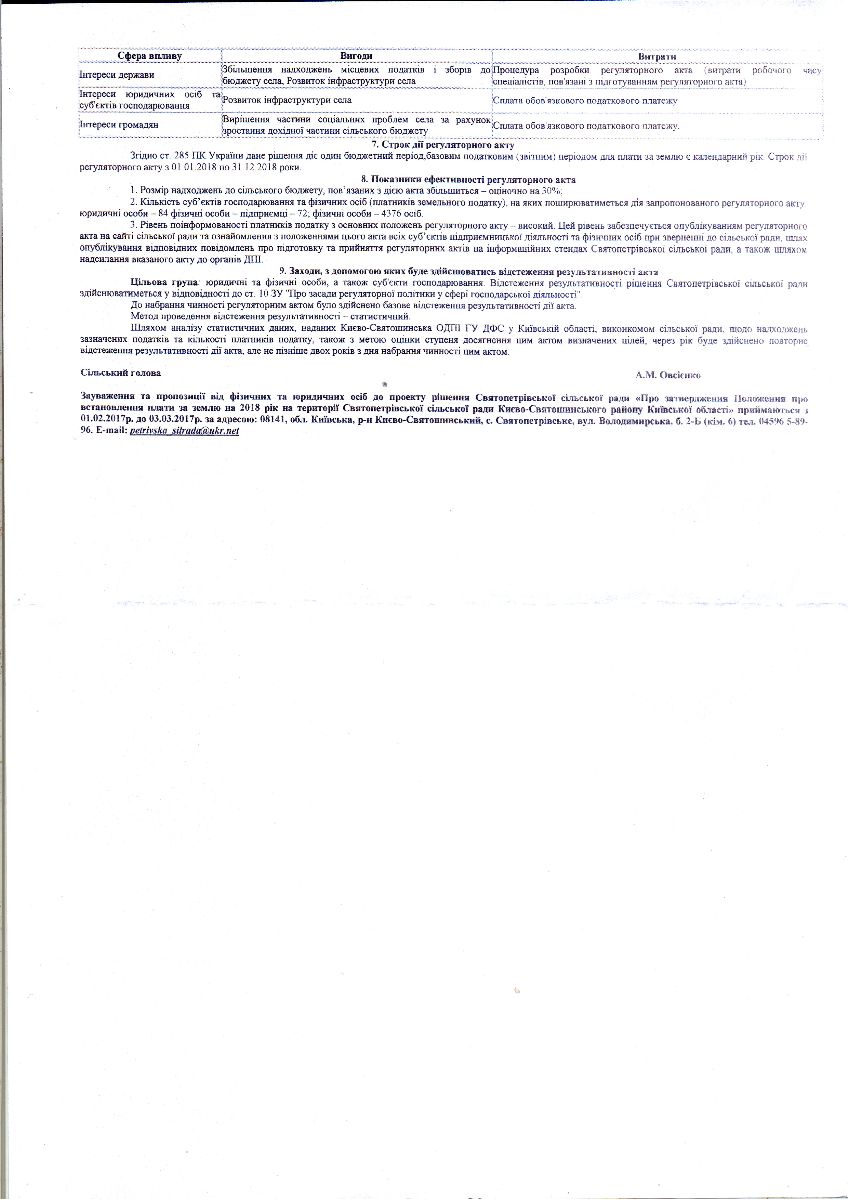 Сфера впливу Вигоди Витрати
Інтереси держави Збільшення надходжень місцевих податків і зборів до бюджету села, Розвиток інфраструктури села Процедура розробки регуляторного акта (витрати робочого часу спеціалістів, пов'язані з підготуванням регуляторного акта)
Інтереси юридичних осіб та суб'єктів господарювання Розвиток інфраструктури села Сплата обов'язкового податкового платежу
Інтереси громадян Вирішення частини соціальних проблем села за рахунок зростання дохідної частини сільського бюджету Сплата обов'язкового податкового платежу.
7. Строк дії регуляторного акту
Згідно ст. 285 ПК України дане рішення діє один бюджетний період,базовим податковим (звітним) періодом для плати за землю є календарний рік. Строк дії
регуляторного акту з 01.01.2018 по 31.12.2018 роки.
8. Показники ефективності регуляторного акта
1. Розмір надходжень до сільського бюджету, пов'язаних з дією акта збільшиться – оціночно на 30%;
2. Кількість суб'єктів господарювання та фізичних осіб (платників земельного податку), на яких поширюватиметься дія запропонованого регуляторного акту:
юридичні особи – 84 фізичні особи – підприємці – 72; фізичні особи – 4376 осіб.
3. Рівень поінформованості платників податку з основних положень регуляторного акту – високий. Цей рівень забезпечується опублікуванням регуляторного
акта на сайті сільської ради та ознайомлення з положеннями цього акта всіх суб'єктів підприємницької діяльності та фізичних осіб при зверненні до сільської ради, шлях
опублікування відповідних повідомлень про підготовку та прийняття регуляторних актів на інформаційних стендах Святопетрівської сільської ради, а також шляхом
надсилання вказаного акту до органів ДПІ.
9. Заходи, з допомогою яких буде здійснюватись відстеження результативності акта
Цільова група: юридичні та фізичні особи, а також суб'єкти господарювання. Відстеження результативності рішення Святопетрівської сільської ради
здійснюватиметься у відповідності до ст. 10 ЗУ "Про засади регуляторної політики у сфері господарської діяльності"
До набрання чинності регуляторним актом було здійснено базове відстеження результативності дії акта.
Метод проведення відстеження результативності – статистичний.
Шляхом аналізу статистичних даних, наданих Києво-Святошинська ОДПІ ГУ ДФС у Київській області, виконкомом сільської ради, щодо надходжень
зазначених податків та кількості платників податку, також з метою оцінки ступеня досягнення цим актом визначених цілей, через рік буде здійснено повторне
відстеження результативності дії акта, але не пізніше двох років з дня набрання чинності цим актом.
Сільський голова А.М. Овсієнко
Зауваження та пропозиції від фізичних та юридичних осіб до проекту рішення Святопетрівської сільської ради «Про затвердження Положення про
встановлення плати за землю на 2018 рік на території Святопетрівської сільської ради Києво-Святошинського району Київської області» приймаються з
01.02.2017р. до 03.03.2017р. за адресою: 08141, обл. Київська, р-н Києво-Святошинський, с. Святопетрівське, вул. Володимирська, б. 2-Б (кім. 6) тел. 04596 5-89-
96. E-mail: petrivska_silrada@ukr.net